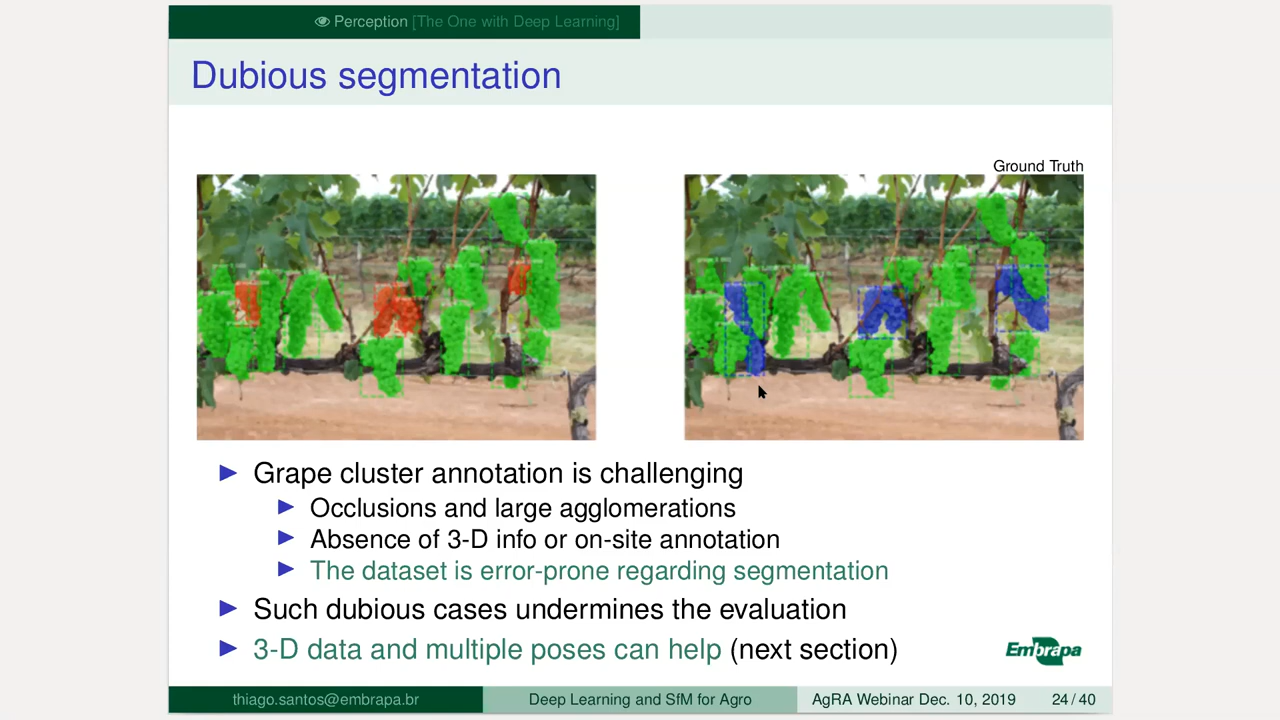 Perception [The One with Deep Learning]
Dubious segmentation
Ground Truth
Grape cluster annotation is challenging
Occlusions and large agglomerations
Absence of 3-D info or on-site annotation
The dataset is error-prone regarding segmentation
Such dubious cases undermines the evaluation
3-D data and multiple poses can help (next section)
Embrapa
thiago.santos@embrapa.br
Deep Learning and SfM for Agro
AgRA Webinar Dec. 10, 2019
24 / 40